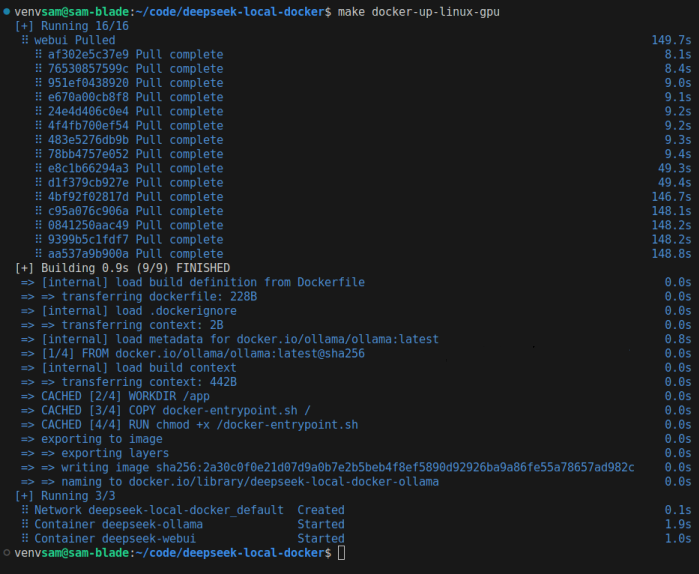 venvsam@sam-blade:~/code/deepseek-local-docker$ make docker-up-linux-gpu
[+] Running 16/16
⠿ webui Pulled 149.7s
⠿ af302e5c37e9 Pull complete 8.1s
⠿ 76530857599c Pull complete 8.4s
⠿ 951ef0438920 Pull complete 9.0s
⠿ e670a00cb8f8 Pull complete 9.1s
⠿ 24e4d406c0e4 Pull complete 9.2s
⠿ 4f4fb700ef54 Pull complete 9.2s
⠿ 483e5276db9b Pull complete 9.3s
⠿ 78bb4757e052 Pull complete 9.4s
⠿ e8c1b66294a3 Pull complete 49.3s
⠿ d1f379cb927e Pull complete 49.4s
⠿ 4bf92f02817d Pull complete 146.7s
⠿ c95a076c906a Pull complete 148.1s
⠿ 0841250aac49 Pull complete 148.2s
⠿ 9399b5c1fdf7 Pull complete 148.2s
⠿ aa537a9b900a Pull complete 148.8s
[+] Building 0.9s (9/9) FINISHED
=> [internal] load build definition from Dockerfile 0.0s
=> => transferring dockerfile: 228B 0.0s
=> [internal] load .dockerignore 0.0s
=> => transferring context: 2B 0.0s
=> [internal] load metadata for docker.io/ollama/ollama:latest 0.8s
=> [1/4] FROM docker.io/ollama/ollama:latest@sha256 0.0s
=> [internal] load build context 0.0s
=> => transferring context: 442B 0.0s
=> CACHED [2/4] WORKDIR /app 0.0s
=> CACHED [3/4] COPY docker-entrypoint.sh / 0.0s
=> CACHED [4/4] RUN chmod +x /docker-entrypoint.sh 0.0s
=> exporting to image 0.0s
=> => exporting layers 0.0s
=> => writing image sha256:2a30c0f0e21d07d9a0b7e2b5beb4f8ef5890d92926ba9a86fe55a78657ad982c 0.0s
=> => naming to docker.io/library/deepseek-local-docker-ollama 0.0s
[+] Running 3/3
⠿ Network deepseek-local-docker_default Created 0.1s
⠿ Container deepseek-ollama Started 1.9s
⠿ Container deepseek-webui Started 1.0s
venvsam@sam-blade:~/code/deepseek-local-docker$